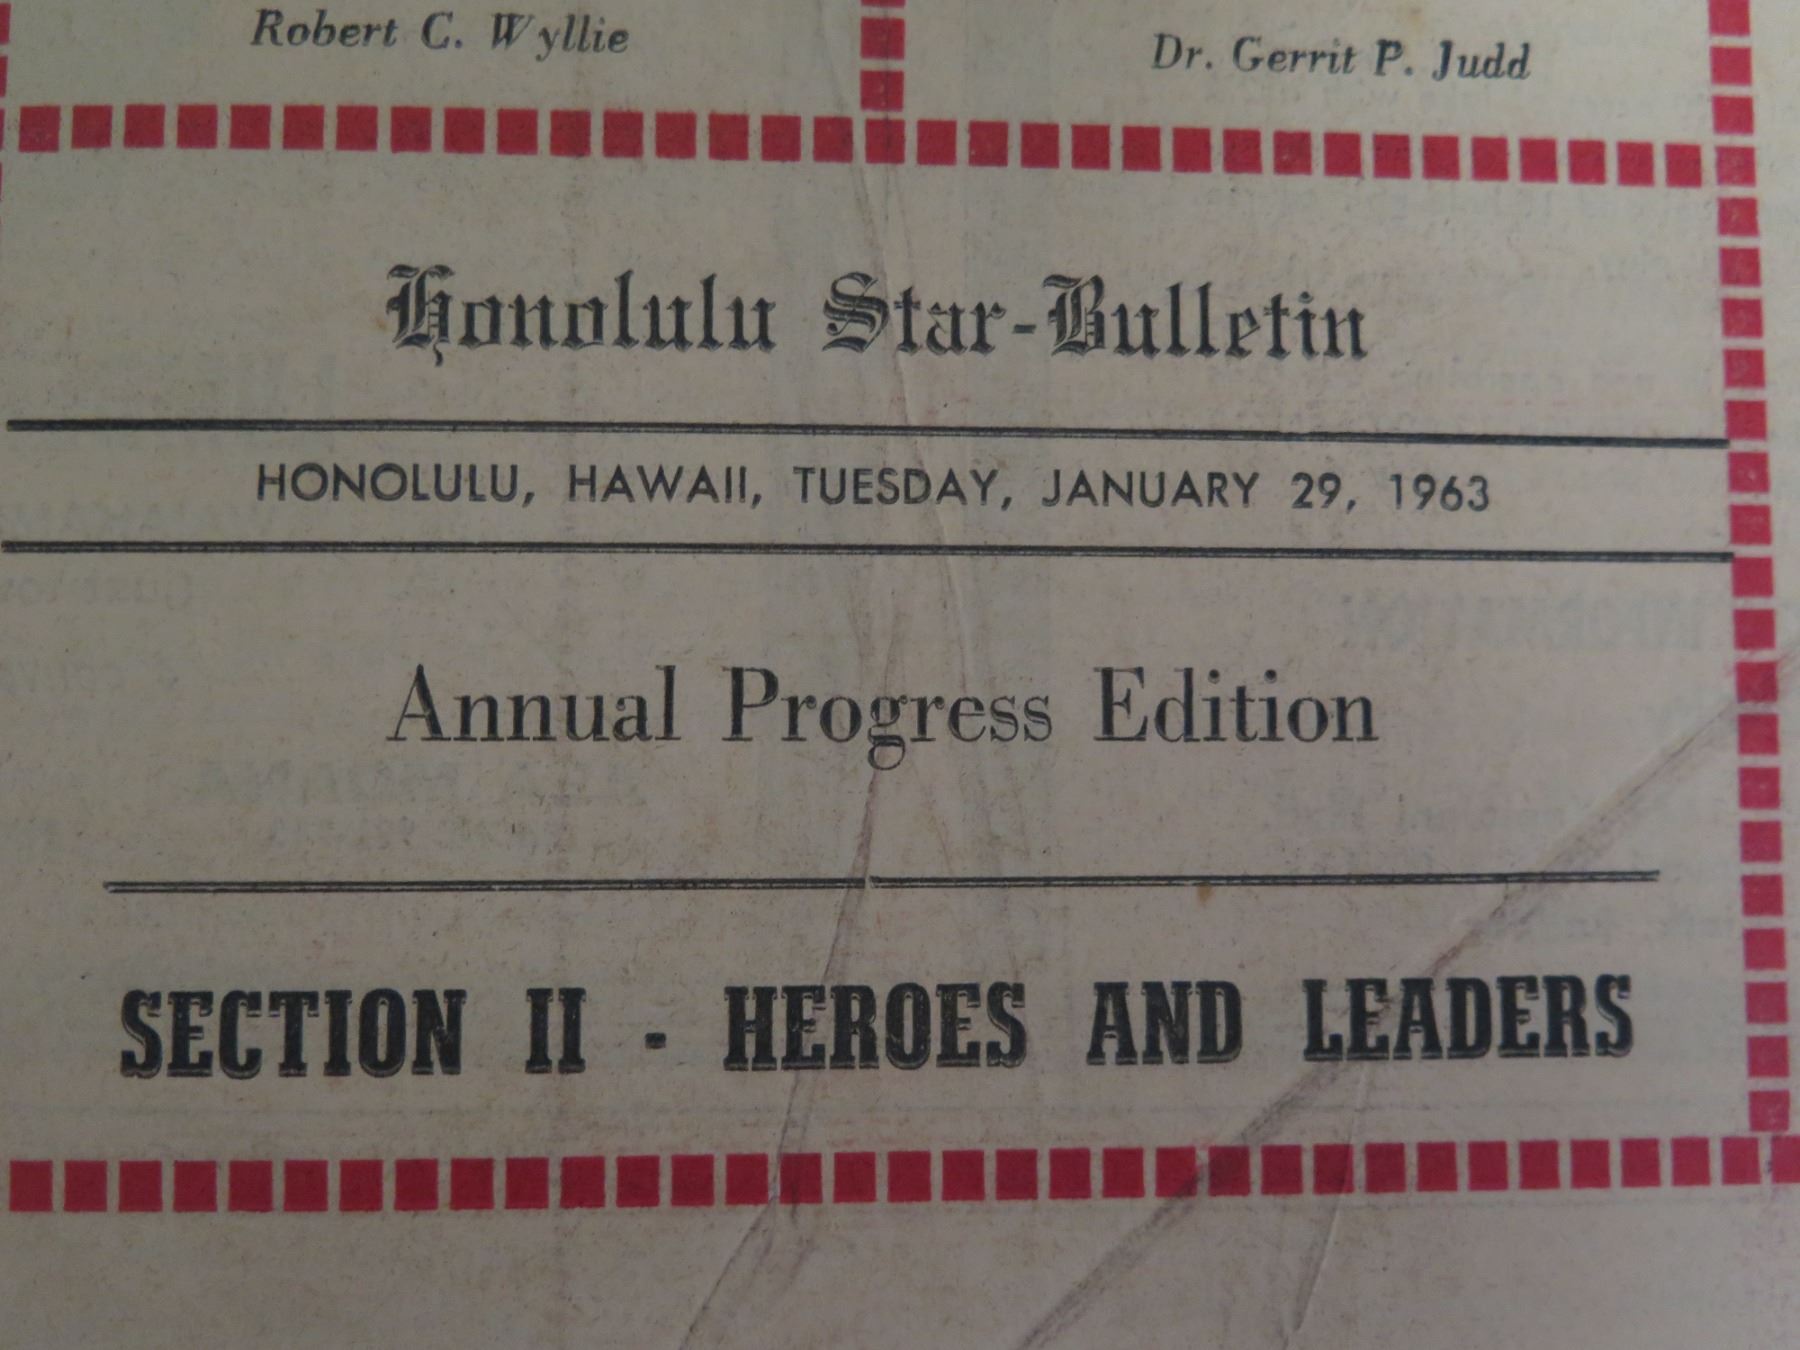 Robert C. Wyllie
Dr. Gerrit P. Judd
Honolulu Star-Bulletin
HONOLULU, HAWAII, TUESDAY, JANUARY 29, 1963
Annual Progress Edition
SECTION II - HEROES AND LEADERS